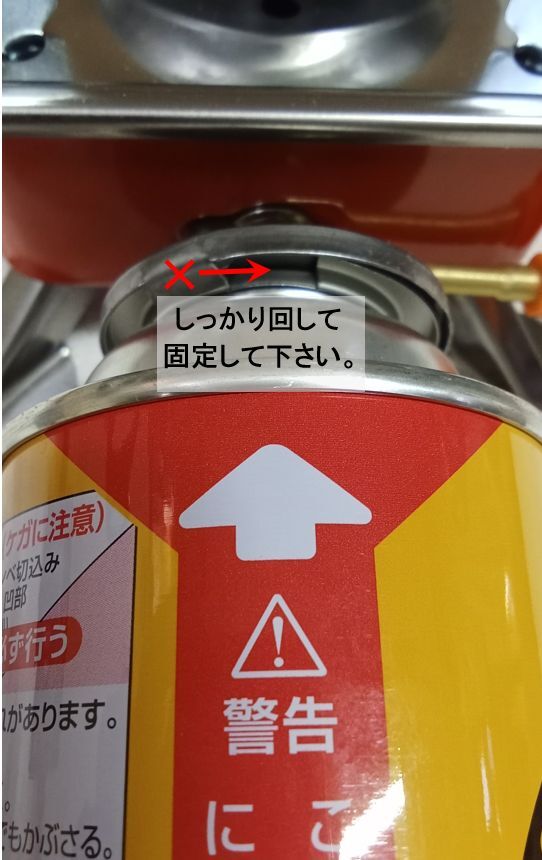 ×→
しっかり回して
固定して下さい。
ケガに注意)
切込み
凹部
ず行う
があります。
。
でもかぶさる。
警告
に こ